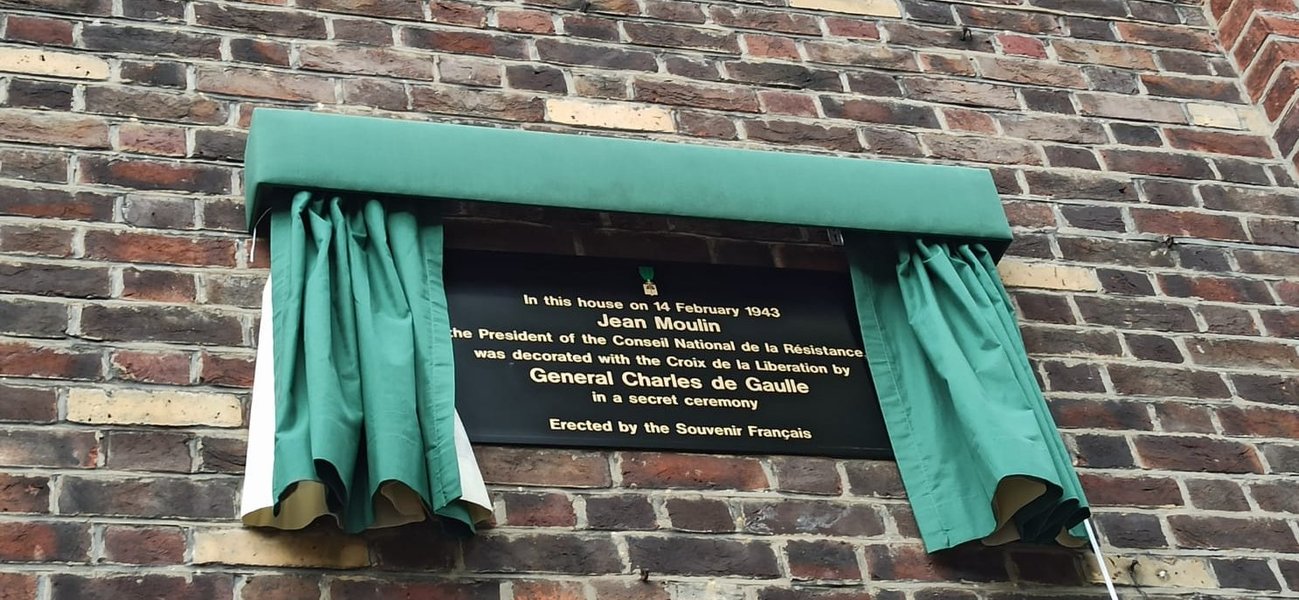 In this house on 14 February 1943
Jean Moulin
the President of the Conseil National de la Résistance
was decorated with the Croix de la Liberation by
General Charles de Gaulle
in a secret ceremony
Erected by the Souvenir Français